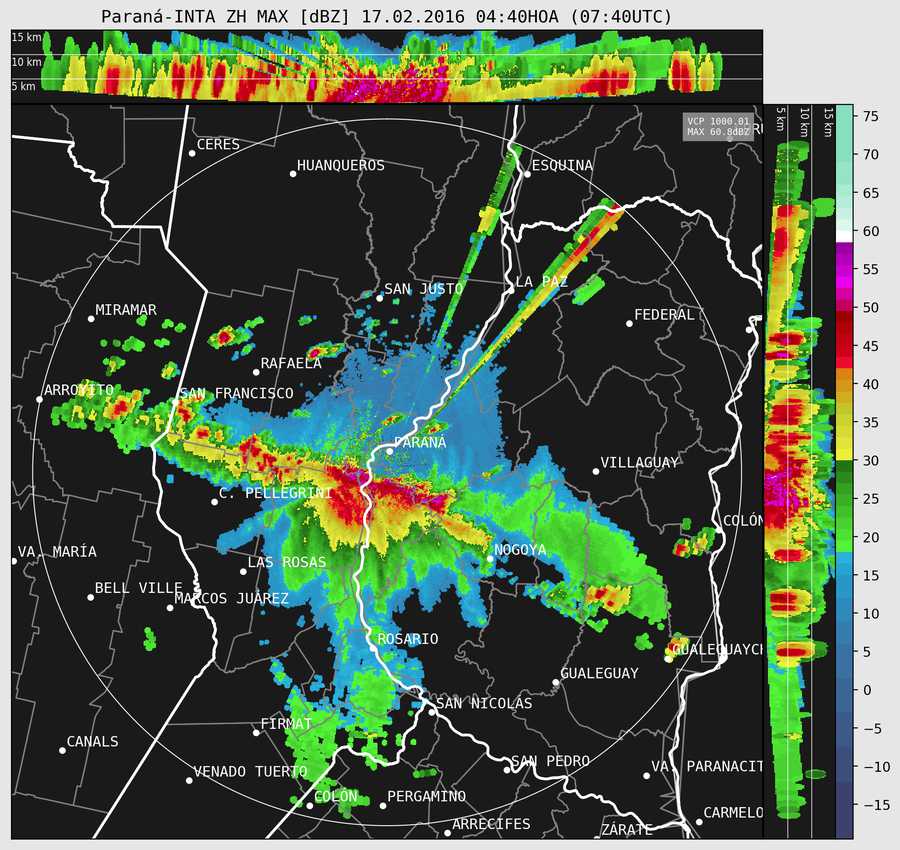 Paraná-INTA ZH MAX [dBZ] 17.02.2016 04:40HOA (07:40UTC)
15 km
10 km
5 km
5 km
10 km
15 km
VCP 1000.01
MAX 60.8dBZ
CERES
HUANQUEROS
ESQUINA
SAN JUSTO
LA PAZ
MIRAMAR
FEDERAL
RAFAELA
ARROYITO
SAN FRANCISCO
PARANÁ
VILLAGUAY
C. PELLEGRINI
COLÓN
VA. MARÍA
NOGOYA
LAS ROSAS
BELL VILLE
MARCOS JUÁREZ
ROSARIO
GUALEGUAYCH
GUALEGUAY
SAN NICOLAS
FIRMAT
CANALS
SAN PEDRO
VENADO TUERTO
VA. PARANACIT
COLÓN
PERGAMINO
CARMELO
ARRECIFES
ZÁRATE
75
70
65
60
55
50
45
40
35
30
25
20
15
10
5
0
−5
−10
−15